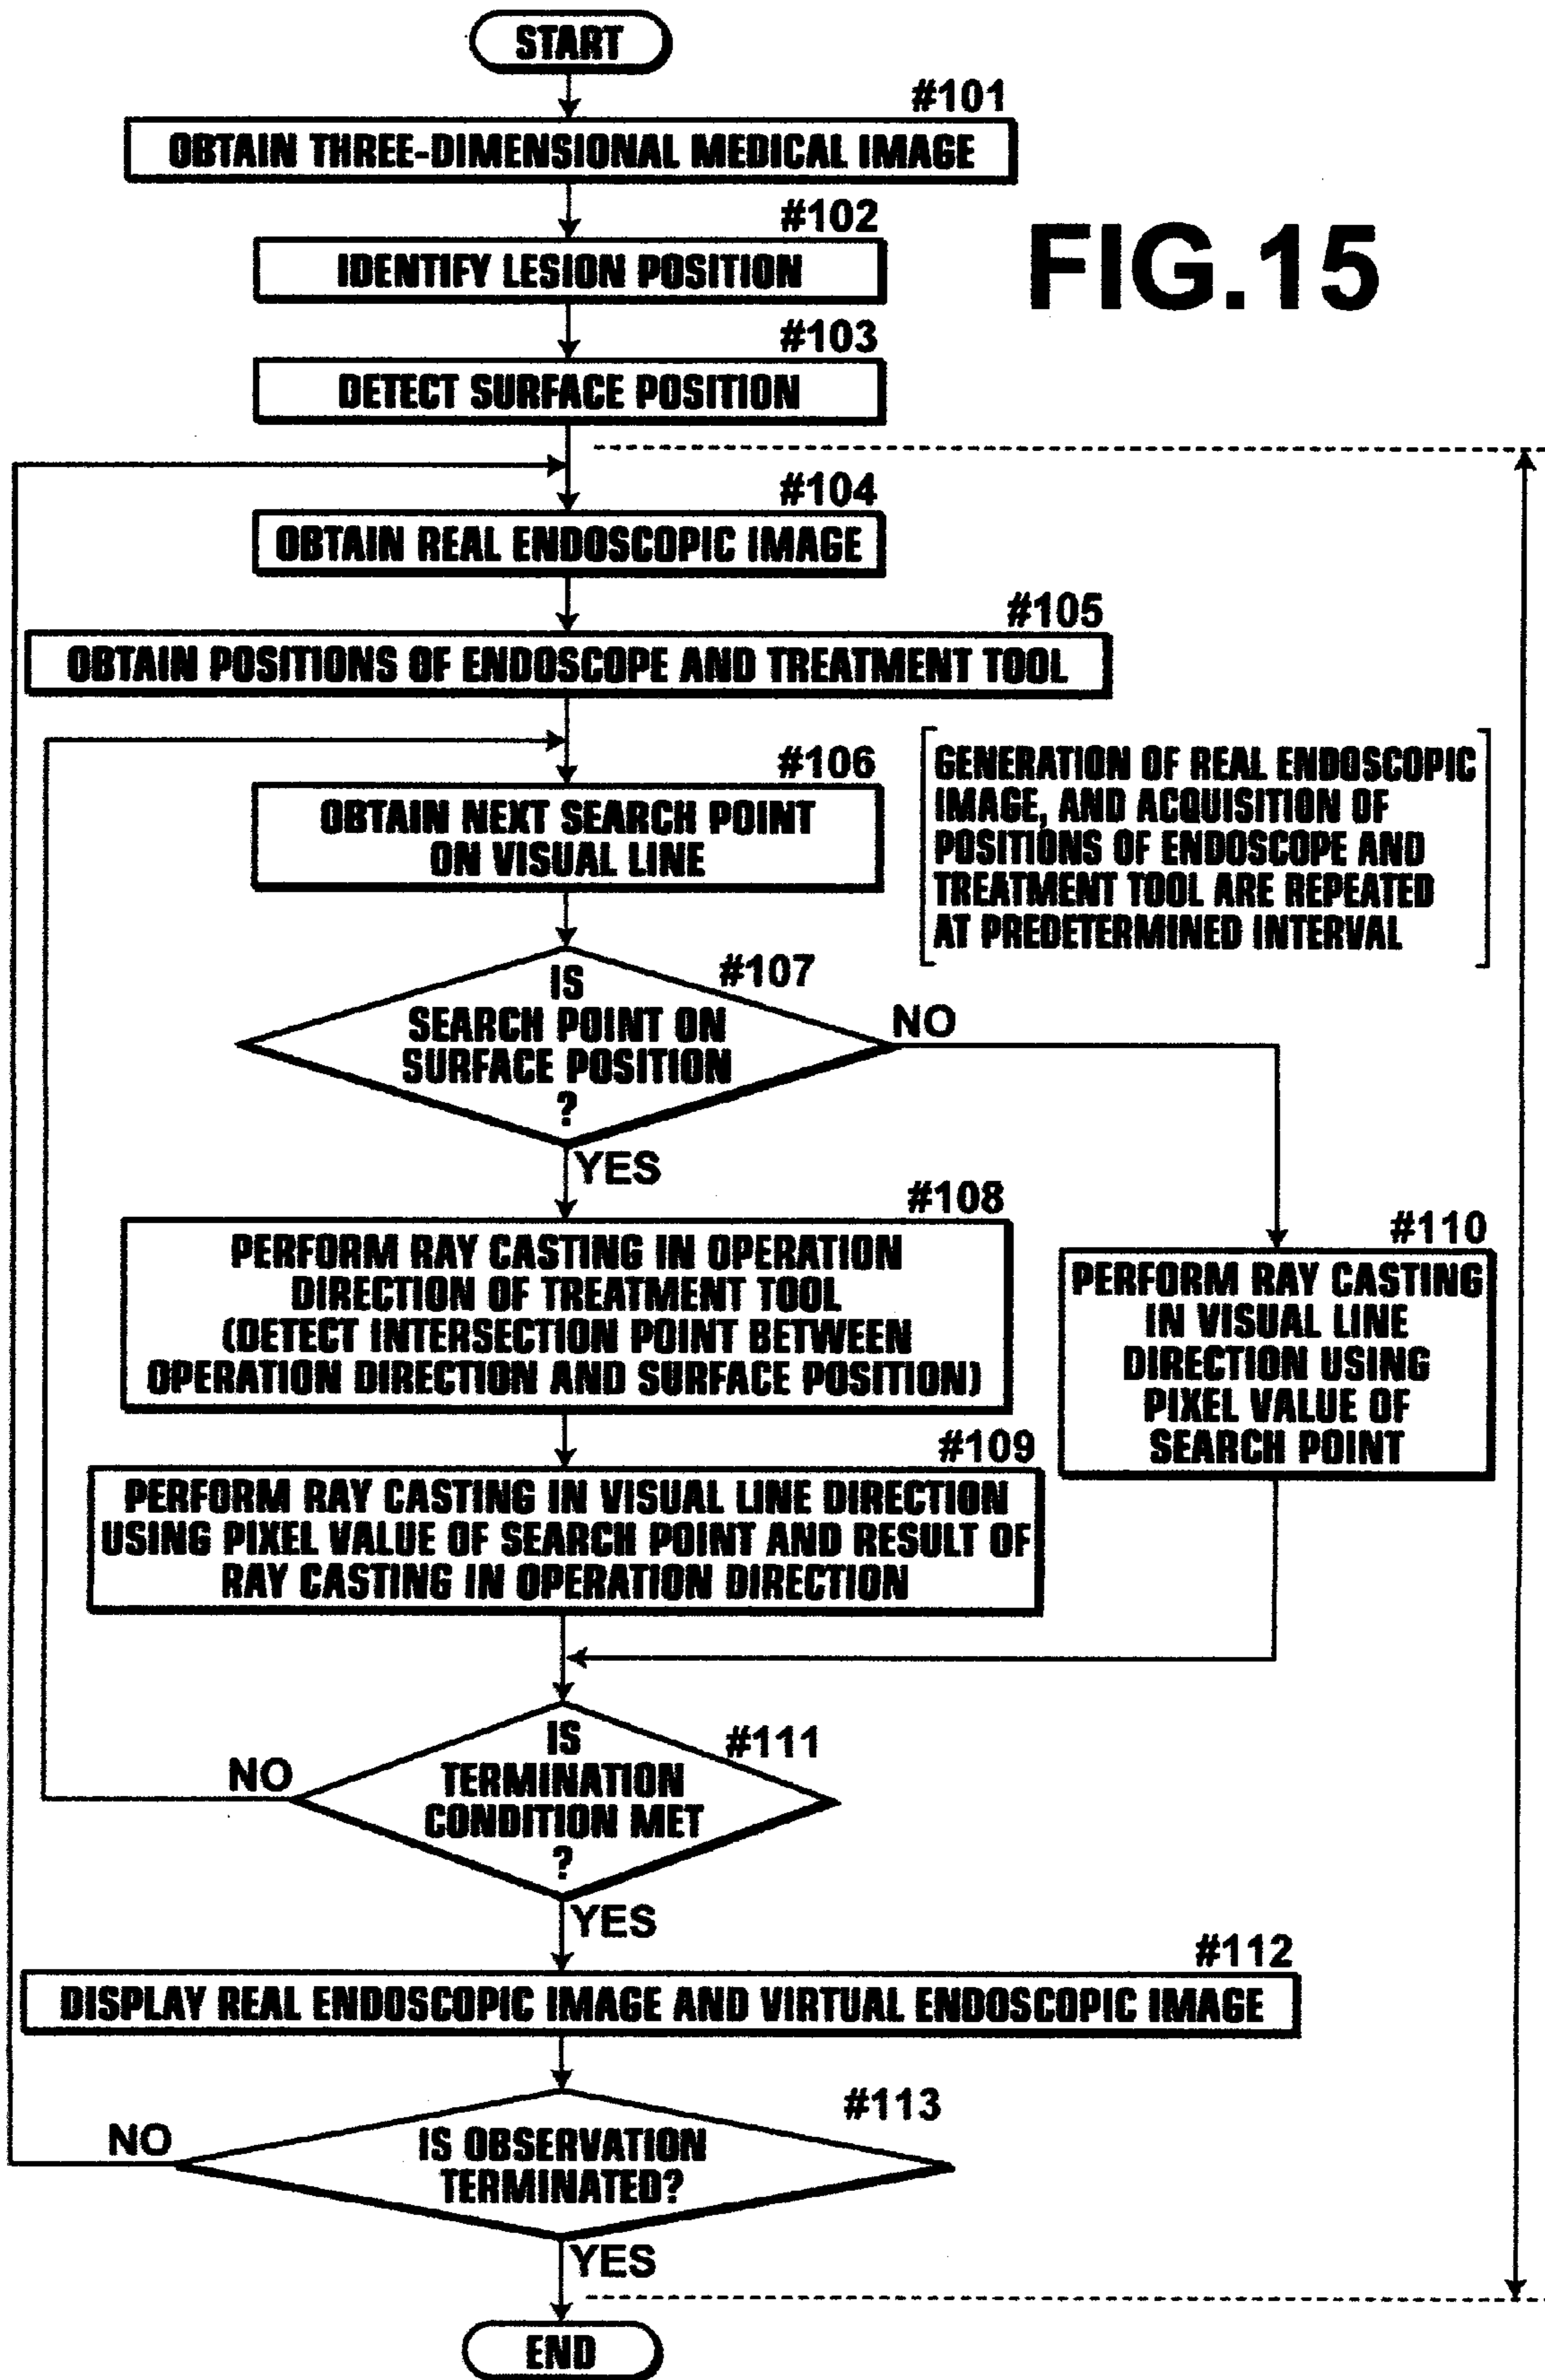 START
#101
OBTAIN THREE-DIMENSIONAL MEDICAL IMAGE
#102
IDENTIFY LESION POSITION
FIG.15
#103
DETECT SURFACE POSITION
#104
OBTAIN REAL ENDOSCOPIC IMAGE
#105
OBTAIN POSITIONS OF ENDOSCOPE AND TREATMENT TOOL
#106
OBTAIN NEXT SEARCH POINT
ON VISUAL LINE
GENERATION OF REAL ENDOSCOPIC
IMAGE, AND ACQUISITION OF
POSITIONS OF ENDOSCOPE AND
TREATMENT TOOL ARE REPEATED
AT PREDETERMINED INTERVAL
#107
IS
SEARCH POINT ON
SURFACE POSITION
?
NO
YES
#108
PERFORM RAY CASTING IN OPERATION
DIRECTION OF TREATMENT TOOL
(DETECT INTERSECTION POINT BETWEEN
OPERATION DIRECTION AND SURFACE POSITION)
#110
PERFORM RAY CASTING
IN VISUAL LINE
DIRECTION USING
PIXEL VALUE OF
SEARCH POINT
#109
PERFORM RAY CASTING IN VISUAL LINE DIRECTION
USING PIXEL VALUE OF SEARCH POINT AND RESULT OF
RAY CASTING IN OPERATION DIRECTION
#111
IS
TERMINATION
CONDITION MET
?
NO
YES
#112
DISPLAY REAL ENDOSCOPIC IMAGE AND VIRTUAL ENDOSCOPIC IMAGE
#113
IS OBSERVATION
TERMINATED?
NO
YES
END